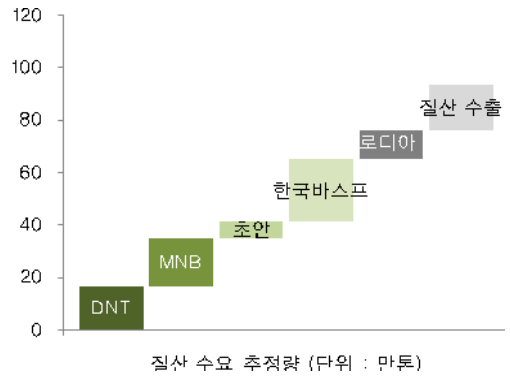 120
100
80
60
40
20
0
질산 수출
로디아
한국바스프
초안
MNB
DNT
질산 수요 추정량 (단위 : 만톤)